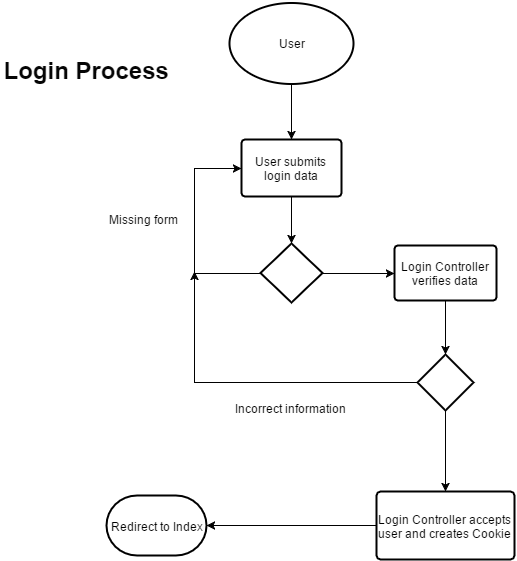 User
Login Process
User submits
login data
Missing form
Login Controller
verifies data
Incorrect information
Login Controller accepts
user and creates Cookie
Redirect to Index